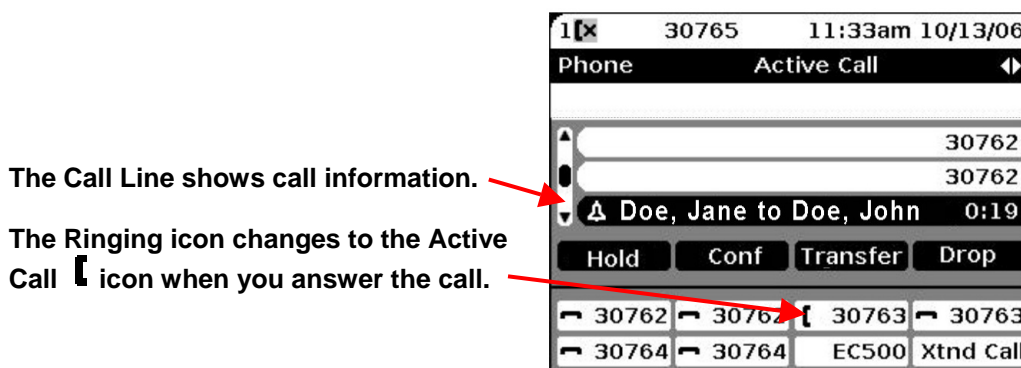 1 30765 11:33am 10/13/06
Phone Active Call
30762
30762
The Call Line shows call information.
Doe, Jane to Doe, John 0:19
The Ringing icon changes to the Active
Call icon when you answer the call.
Hold Conf Transfer Drop
30762 30762 30763 30763
30764 30764 EC500 Xtnd Call